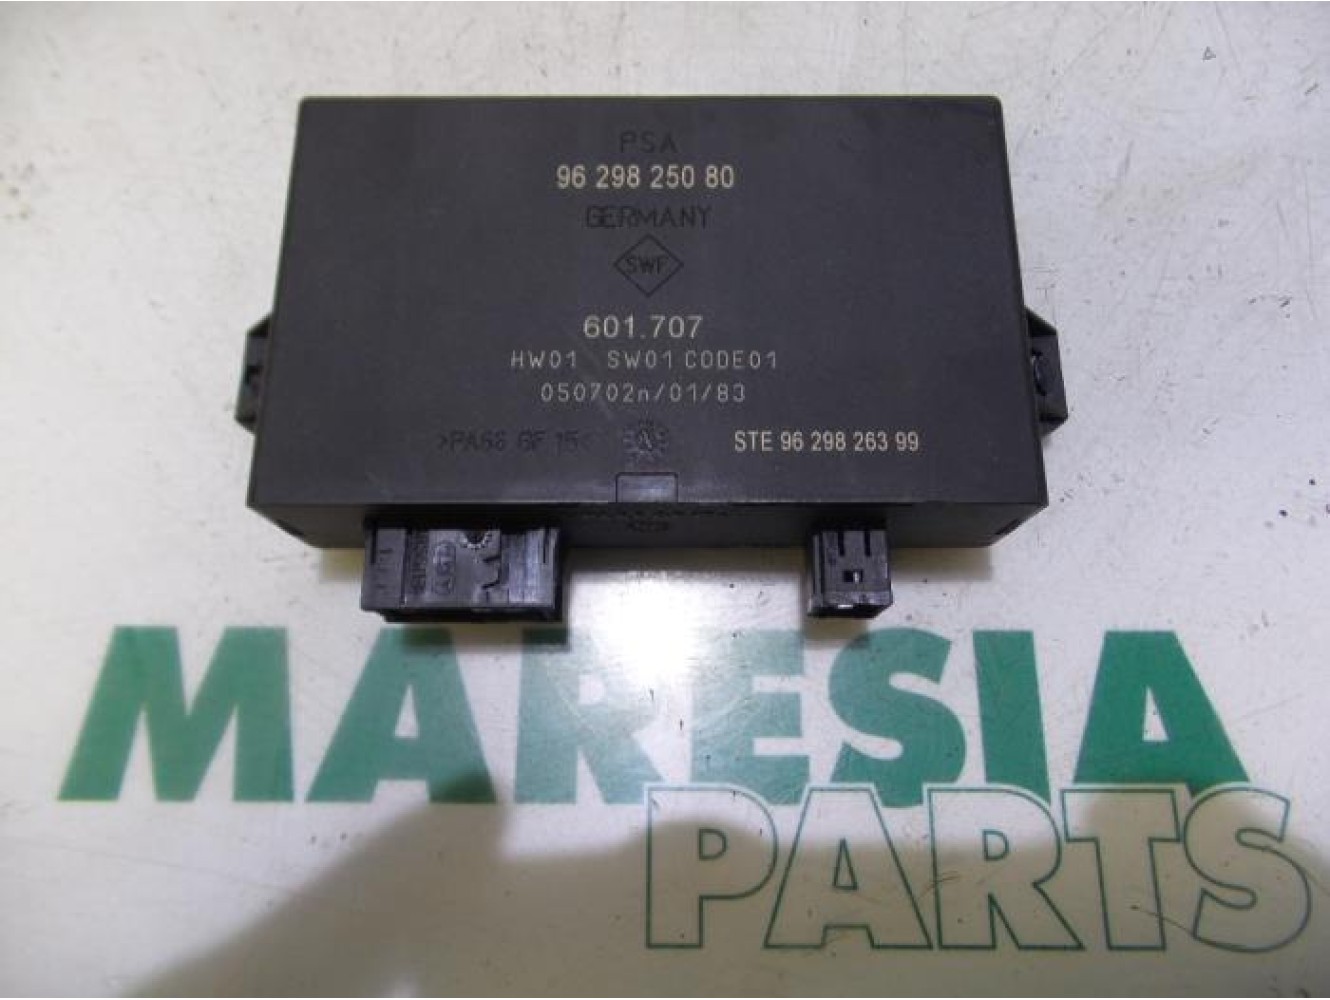 PSA
96 298 250 80
GERMANY
SWF
601.707
HW01 SW01 CODE01
050702n/01/83
>PA66 GF 15<
STE 96 298 263 99
MARESIA
PARTS